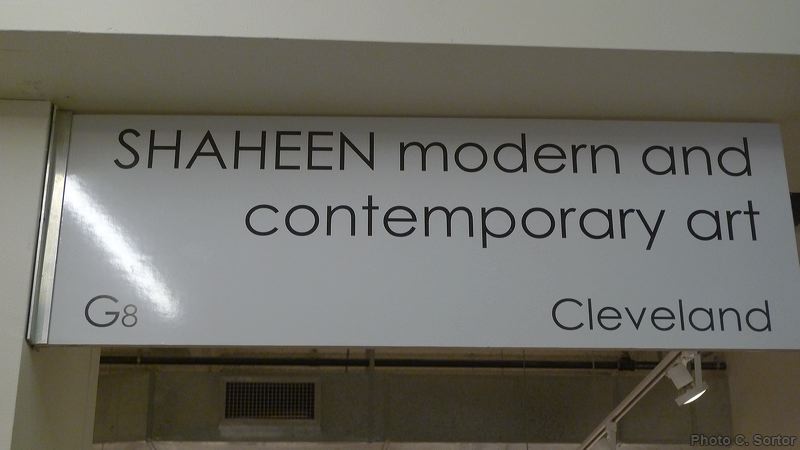 SHAHEEN modern and
contemporary art
G8
Cleveland
Photo C. Sortor